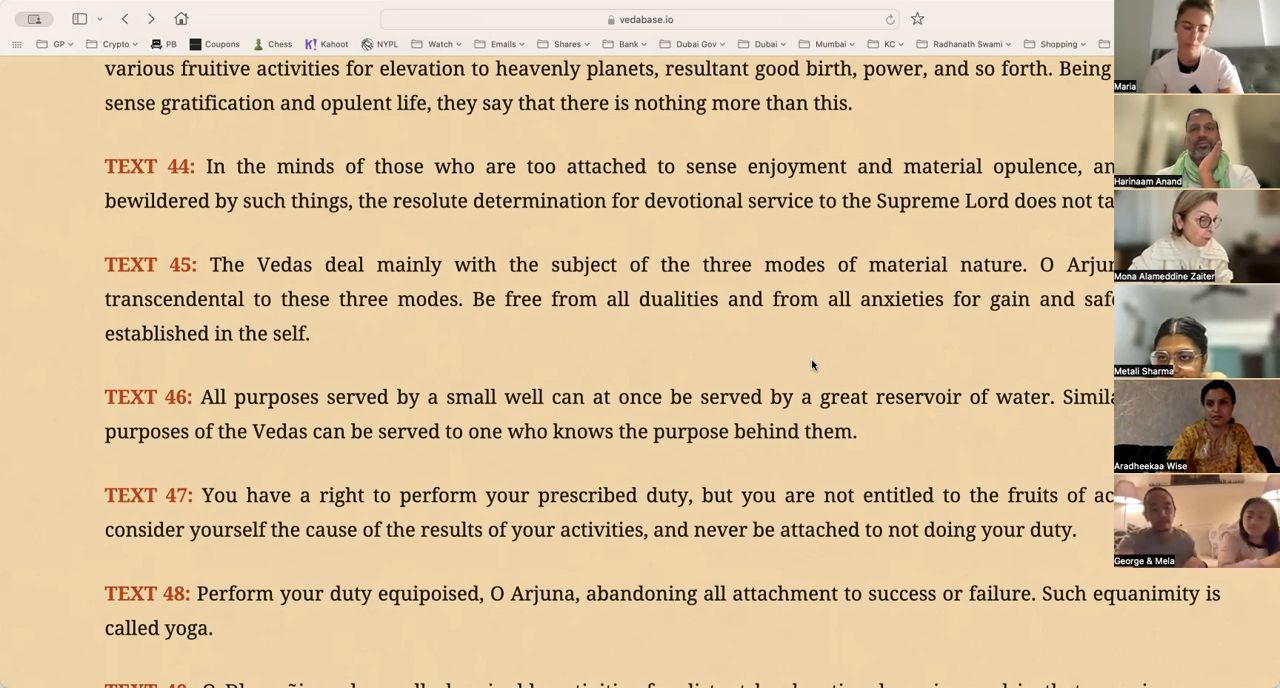 vedabase.io
GP
Crypto
PB
Coupons
Chess
Kahoot
NYPL
Watch
Emails
Shares
Bank
Dubai Gov
Dubai
Mumbai
KC
Radhanath Swami
Shopping
various fruitive activities for elevation to heavenly planets, resultant good birth, power, and so forth. Being
sense gratification and opulent life, they say that there is nothing more than this.
TEXT 44: In the minds of those who are too attached to sense enjoyment and material opulence, an
bewildered by such things, the resolute determination for devotional service to the Supreme Lord does not ta
TEXT 45: The Vedas deal mainly with the subject of the three modes of material nature. O Arjun
transcendental to these three modes. Be free from all dualities and from all anxieties for gain and safe
established in the self.
TEXT 46: All purposes served by a small well can at once be served by a great reservoir of water. Simila
purposes of the Vedas can be served to one who knows the purpose behind them.
TEXT 47: You have a right to perform your prescribed duty, but you are not entitled to the fruits of ac
consider yourself the cause of the results of your activities, and never be attached to not doing your duty.
TEXT 48: Perform your duty equipoised, O Arjuna, abandoning all attachment to success or failure. Such equanimity is
called yoga.
Maria
Harinaam Anand
Mona Alameddine Zaiter
Metali Sharma
Aradheekaa Wise
George & Mela